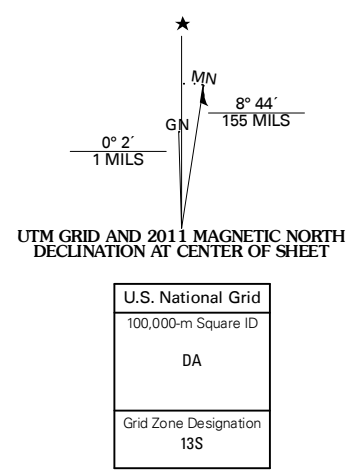 MN
8° 44´
155 MILS
GN
0° 2´
1 MILS
UTM GRID AND 2011 MAGNETIC NORTH
DECLINATION AT CENTER OF SHEET
U.S. National Grid
100,000-m Square ID
DA
Grid Zone Designation
13S